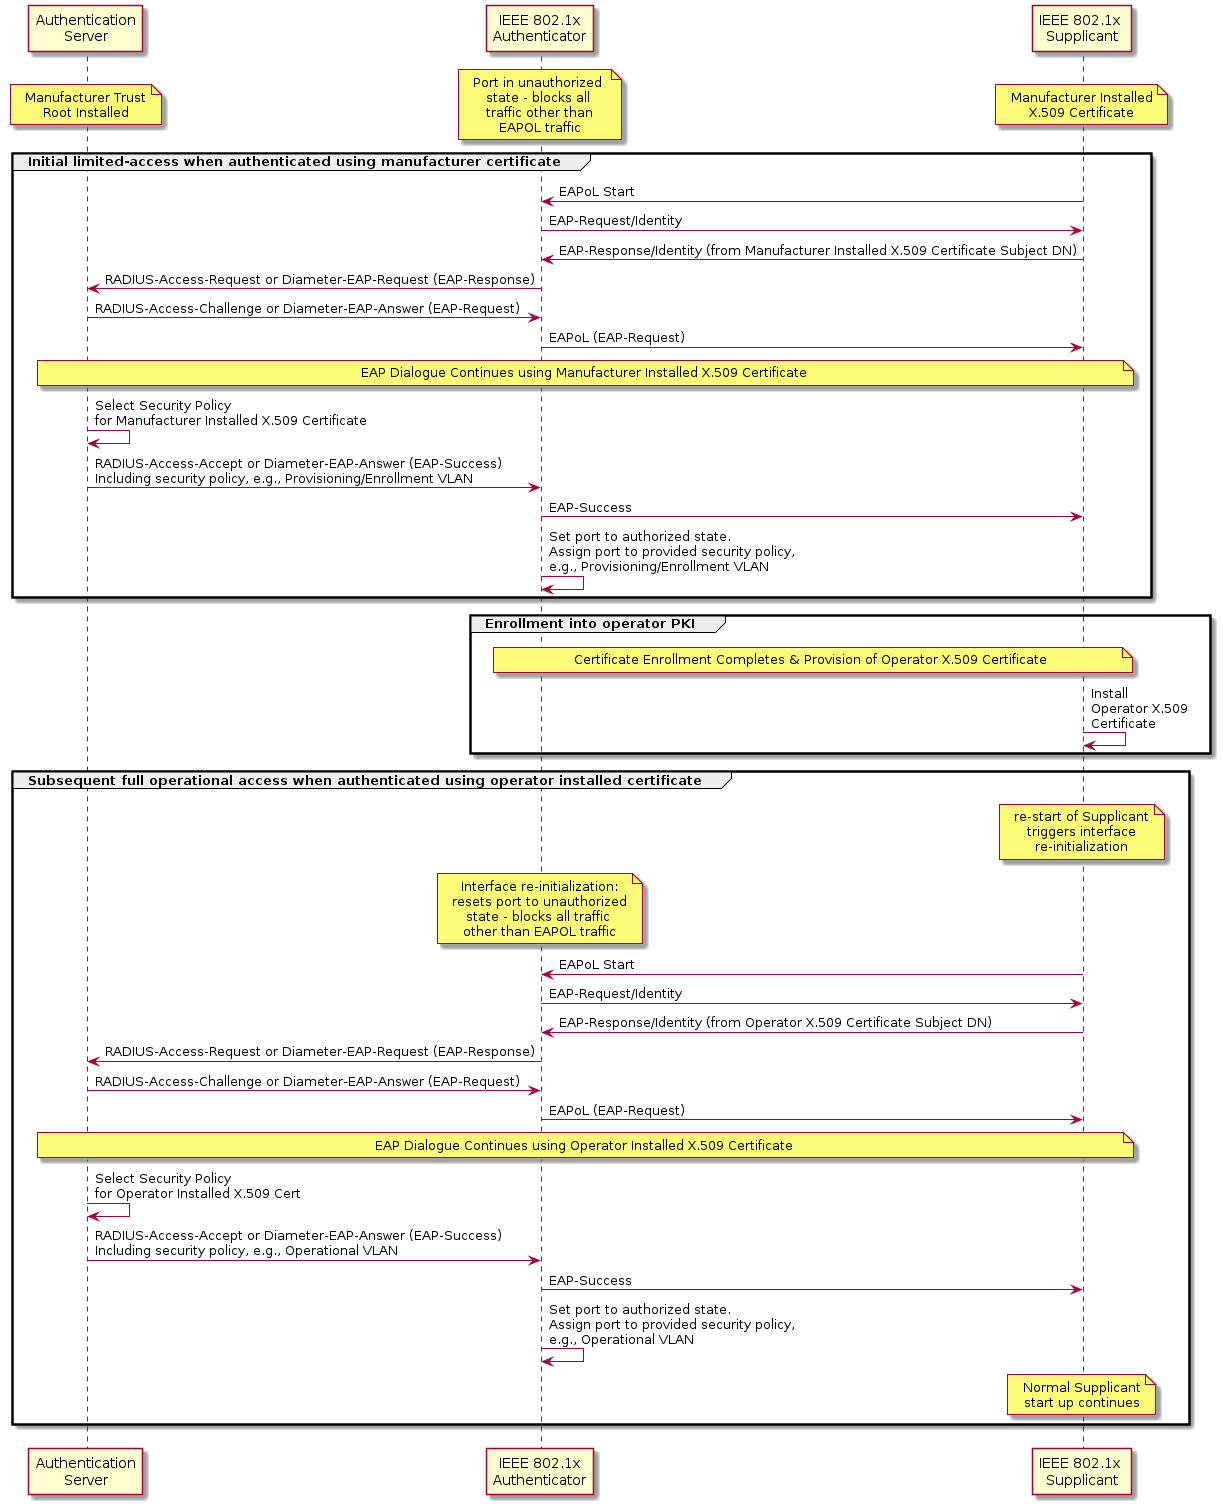 Authentication
Server
IEEE 802.1x
Authenticator
IEEE 802.1x
Supplicant
Manufacturer Trust
Root Installed
Port in unauthorized
state - blocks all
traffic other than
EAPOL traffic
Manufacturer Installed
X.509 Certificate
Initial limited-access when authenticated using manufacturer certificate
EAPoL Start
EAP-Request/Identity
EAP-Response/Identity (from Manufacturer Installed X.509 Certificate Subject DN)
RADIUS-Access-Request or Diameter-EAP-Request (EAP-Response)
RADIUS-Access-Challenge or Diameter-EAP-Answer (EAP-Request)
EAPoL (EAP-Request)
EAP Dialogue Continues using Manufacturer Installed X.509 Certificate
Select Security Policy
for Manufacturer Installed X.509 Certificate
RADIUS-Access-Accept or Diameter-EAP-Answer (EAP-Success)
Including security policy, e.g., Provisioning/Enrollment VLAN
EAP-Success
Set port to authorized state.
Assign port to provided security policy,
e.g., Provisioning/Enrollment VLAN
Enrollment into operator PKI
Certificate Enrollment Completes & Provision of Operator X.509 Certificate
Install
Operator X.509
Certificate
Subsequent full operational access when authenticated using operator installed certificate
re-start of Supplicant
triggers interface
re-initialization
Interface re-initialization:
resets port to unauthorized
state - blocks all traffic
other than EAPOL traffic
EAPoL Start
EAP-Request/Identity
EAP-Response/Identity (from Operator X.509 Certificate Subject DN)
RADIUS-Access-Request or Diameter-EAP-Request (EAP-Response)
RADIUS-Access-Challenge or Diameter-EAP-Answer (EAP-Request)
EAPoL (EAP-Request)
EAP Dialogue Continues using Operator Installed X.509 Certificate
Select Security Policy
for Operator Installed X.509 Cert
RADIUS-Access-Accept or Diameter-EAP-Answer (EAP-Success)
Including security policy, e.g., Operational VLAN
EAP-Success
Set port to authorized state.
Assign port to provided security policy,
e.g., Operational VLAN
Normal Supplicant
start up continues
Authentication
Server
IEEE 802.1x
Authenticator
IEEE 802.1x
Supplicant